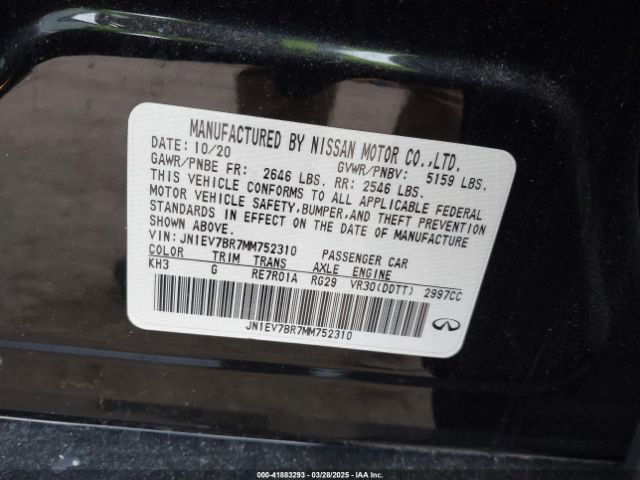 MANUFACTURED BY NISSAN MOTOR CO.,LTD.
DATE: 10/20 GVWR/PNBV: 5159 LBS.
GAWR/PNBE FR: 2646 LBS. RR: 2546 LBS.
THIS VEHICLE CONFORMS TO ALL APPLICABLE FEDERAL
MOTOR VEHICLE SAFETY, BUMPER, AND THEFT PREVENTION
STANDARDS IN EFFECT ON THE DATE OF MANUFACTURE
SHOWN ABOVE.
VIN: JN1EV7BR7MM752310 PASSENGER CAR
COLOR TRIM TRANS AXLE ENGINE
KH3 G RE7R01A RG29 VR30(DDTT) 2997CC
JN1EV7BR7MM752310
000-41883293 | 03/28/2025 | IAA Corp.